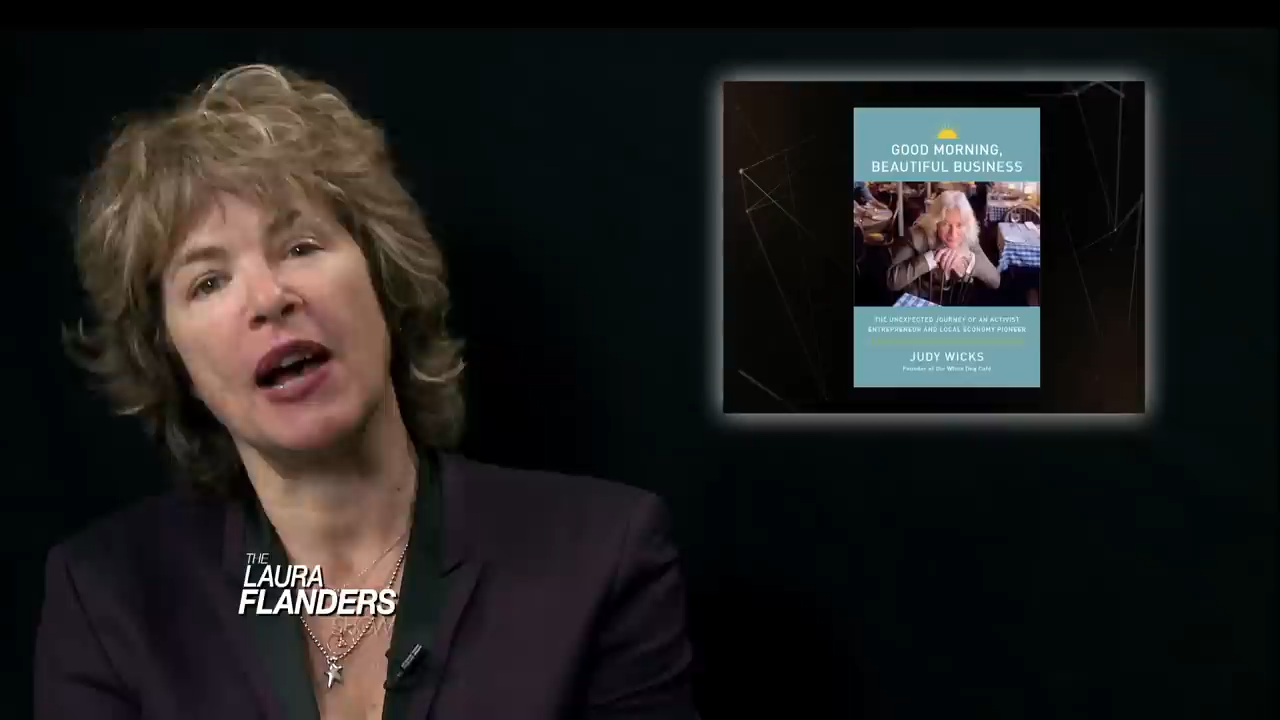 GOOD MORNING,
BEAUTIFUL BUSINESS
THE UNEXPECTED JOURNEY OF AN ACTIVIST
ENTREPRENEUR AND LOCAL ECONOMY PIONEER
JUDY WICKS
Founder of the White Dog Café
THE
LAURA
FLANDERS
SHOW